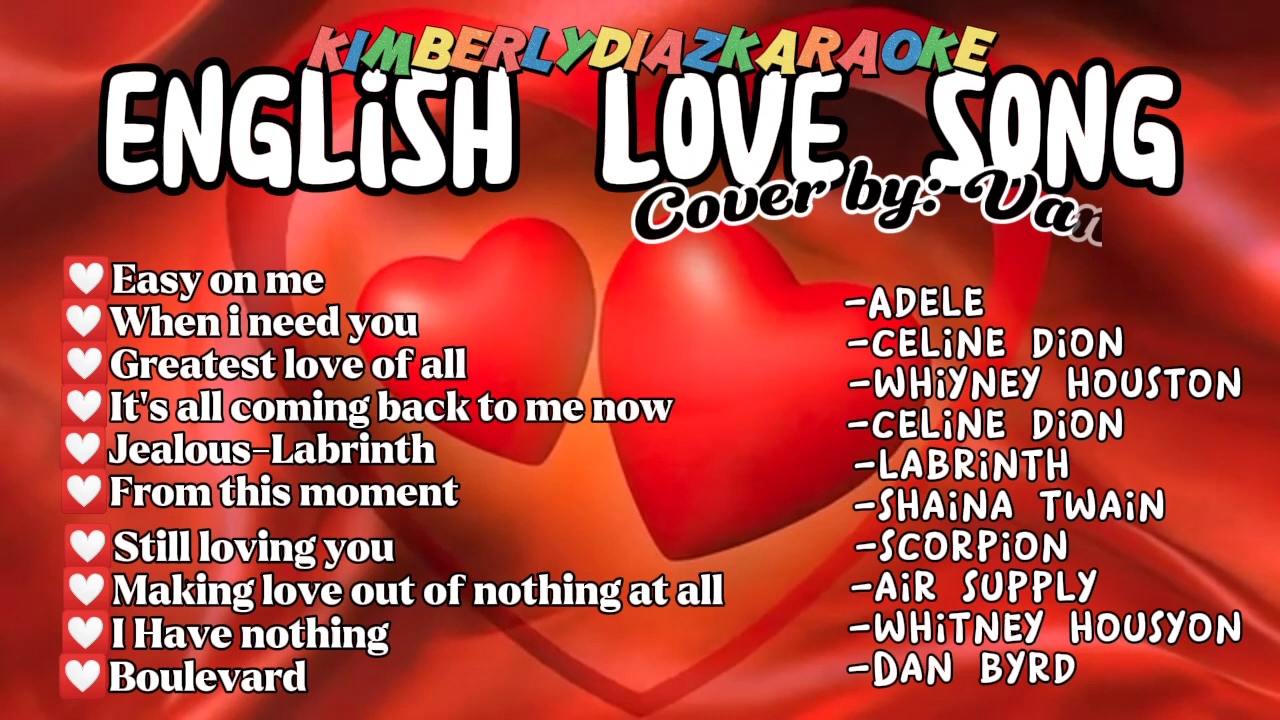 KIMBERLYDIAZKARAOKE
ENGLiSH LOVE SONG
Cover by: Van
Easy on me
When i need you
Greatest love of all
It's all coming back to me now
Jealous-Labrinth
From this moment
Still loving you
Making love out of nothing at all
I Have nothing
Boulevard
-ADELE
-CELiNE DiON
-WHiYNEY HOUSTON
-CELiNE DiON
-LABRiNTH
-SHAiNA TWAiN
-SCORPiON
-AiR SUPPLY
-WHiTNEY HOUSYON
-DAN BYRD